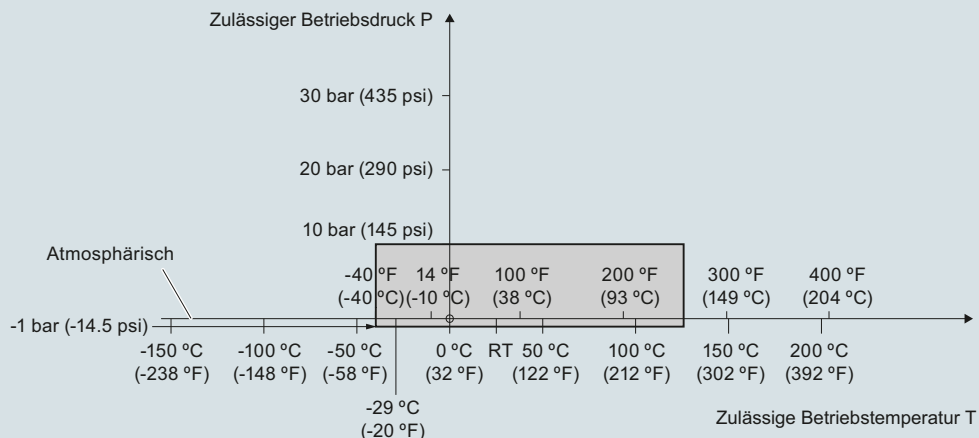 Zulässiger Betriebsdruck P
30 bar (435 psi)
20 bar (290 psi)
10 bar (145 psi)
Atmosphärisch
-40 ºF 14 ºF 100 ºF 200 ºF 300 ºF 400 ºF
(-40 ºC) (-10 ºC) (38 ºC) (93 ºC) (149 ºC) (204 ºC)
-1 bar (-14.5 psi)
-150 ºC -100 ºC -50 ºC 0 ºC RT 50 ºC 100 ºC 150 ºC 200 ºC
(-238 ºF) (-148 ºF) (-58 ºF) (32 ºF) (122 ºF) (212 ºF) (302 ºF) (392 ºF)
-29 ºC
(-20 ºF)
Zulässige Betriebstemperatur T